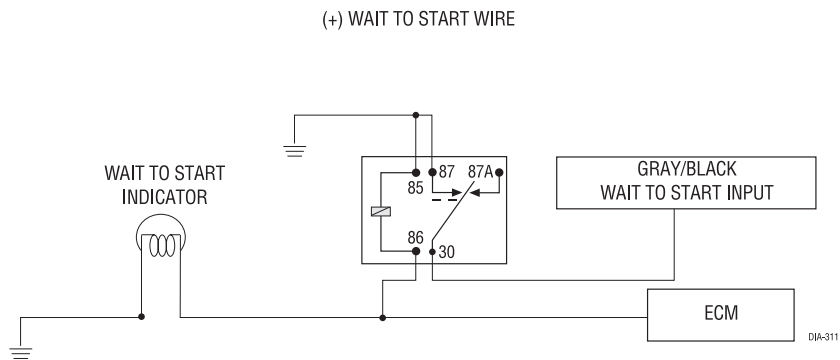 (+) WAIT TO START WIRE
WAIT TO START
INDICATOR
87 87A
85
86
30
GRAY/BLACK
WAIT TO START INPUT
ECM
DIA-311